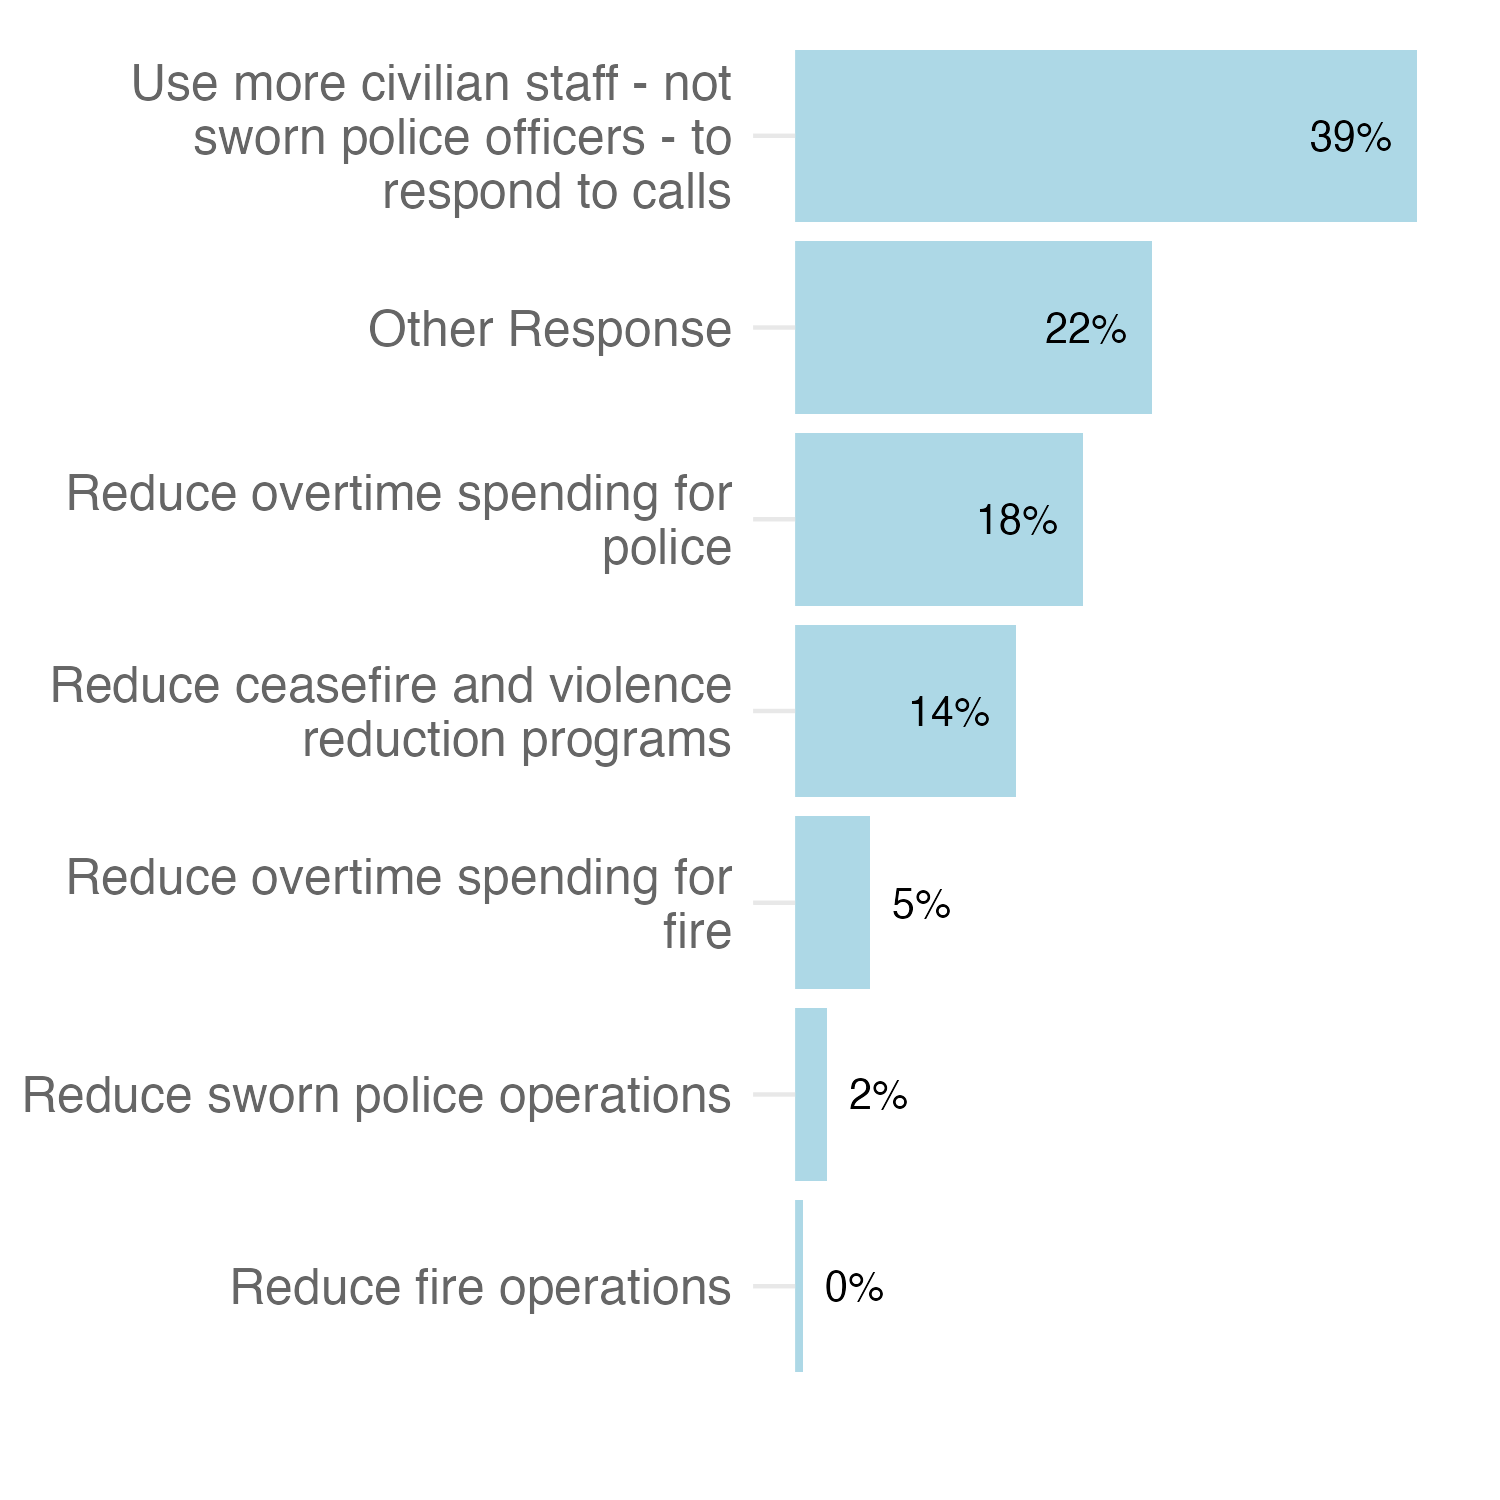 Use more civilian staff - not
sworn police officers - to
respond to calls
39%
Other Response
22%
Reduce overtime spending for
police
18%
Reduce ceasefire and violence
reduction programs
14%
Reduce overtime spending for
fire
5%
Reduce sworn police operations
2%
Reduce fire operations
0%